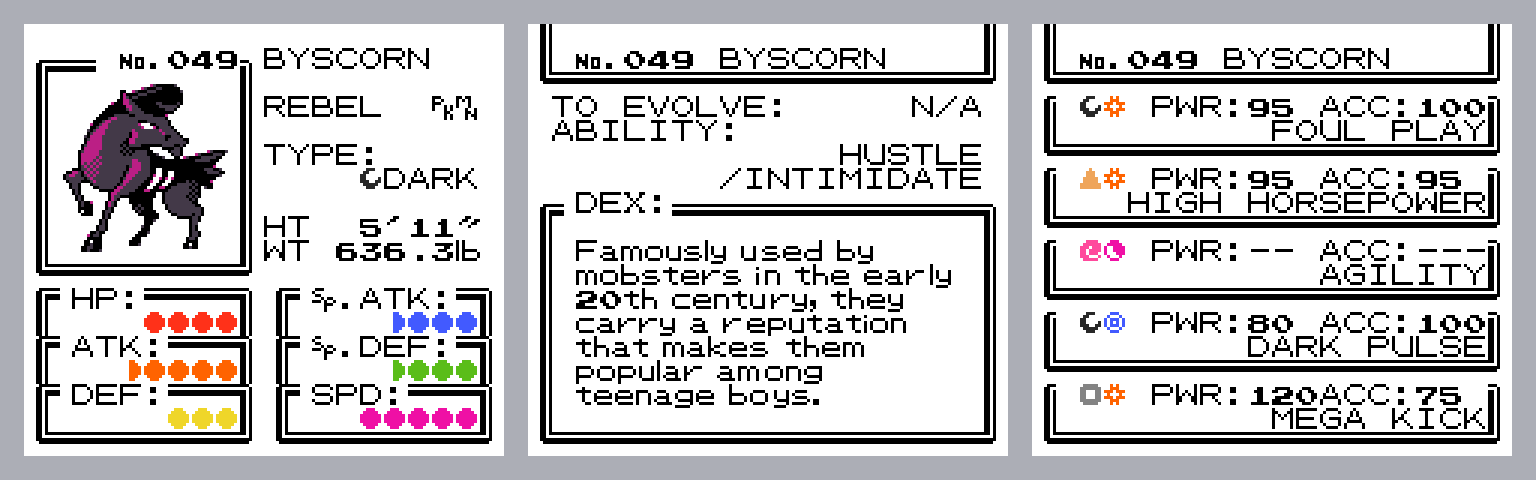 No. 049 BYSCORN
REBEL PKMN
TYPE:
DARK
HT 5'11"
WT 636.3lb
HP:
ATK:
DEF:
Sp. ATK:
Sp. DEF:
SPD:
No. 049 BYSCORN
TO EVOLVE: N/A
ABILITY:
HUSTLE
/INTIMIDATE
DEX:
Famously used by
mobsters in the early
20th century, they
carry a reputation
that makes them
popular among
teenage boys.
No. 049 BYSCORN
PWR:95 ACC:100
FOUL PLAY
PWR:95 ACC:95
HIGH HORSEPOWER
PWR:-- ACC:---
AGILITY
PWR:80 ACC:100
DARK PULSE
PWR:120ACC:75
MEGA KICK